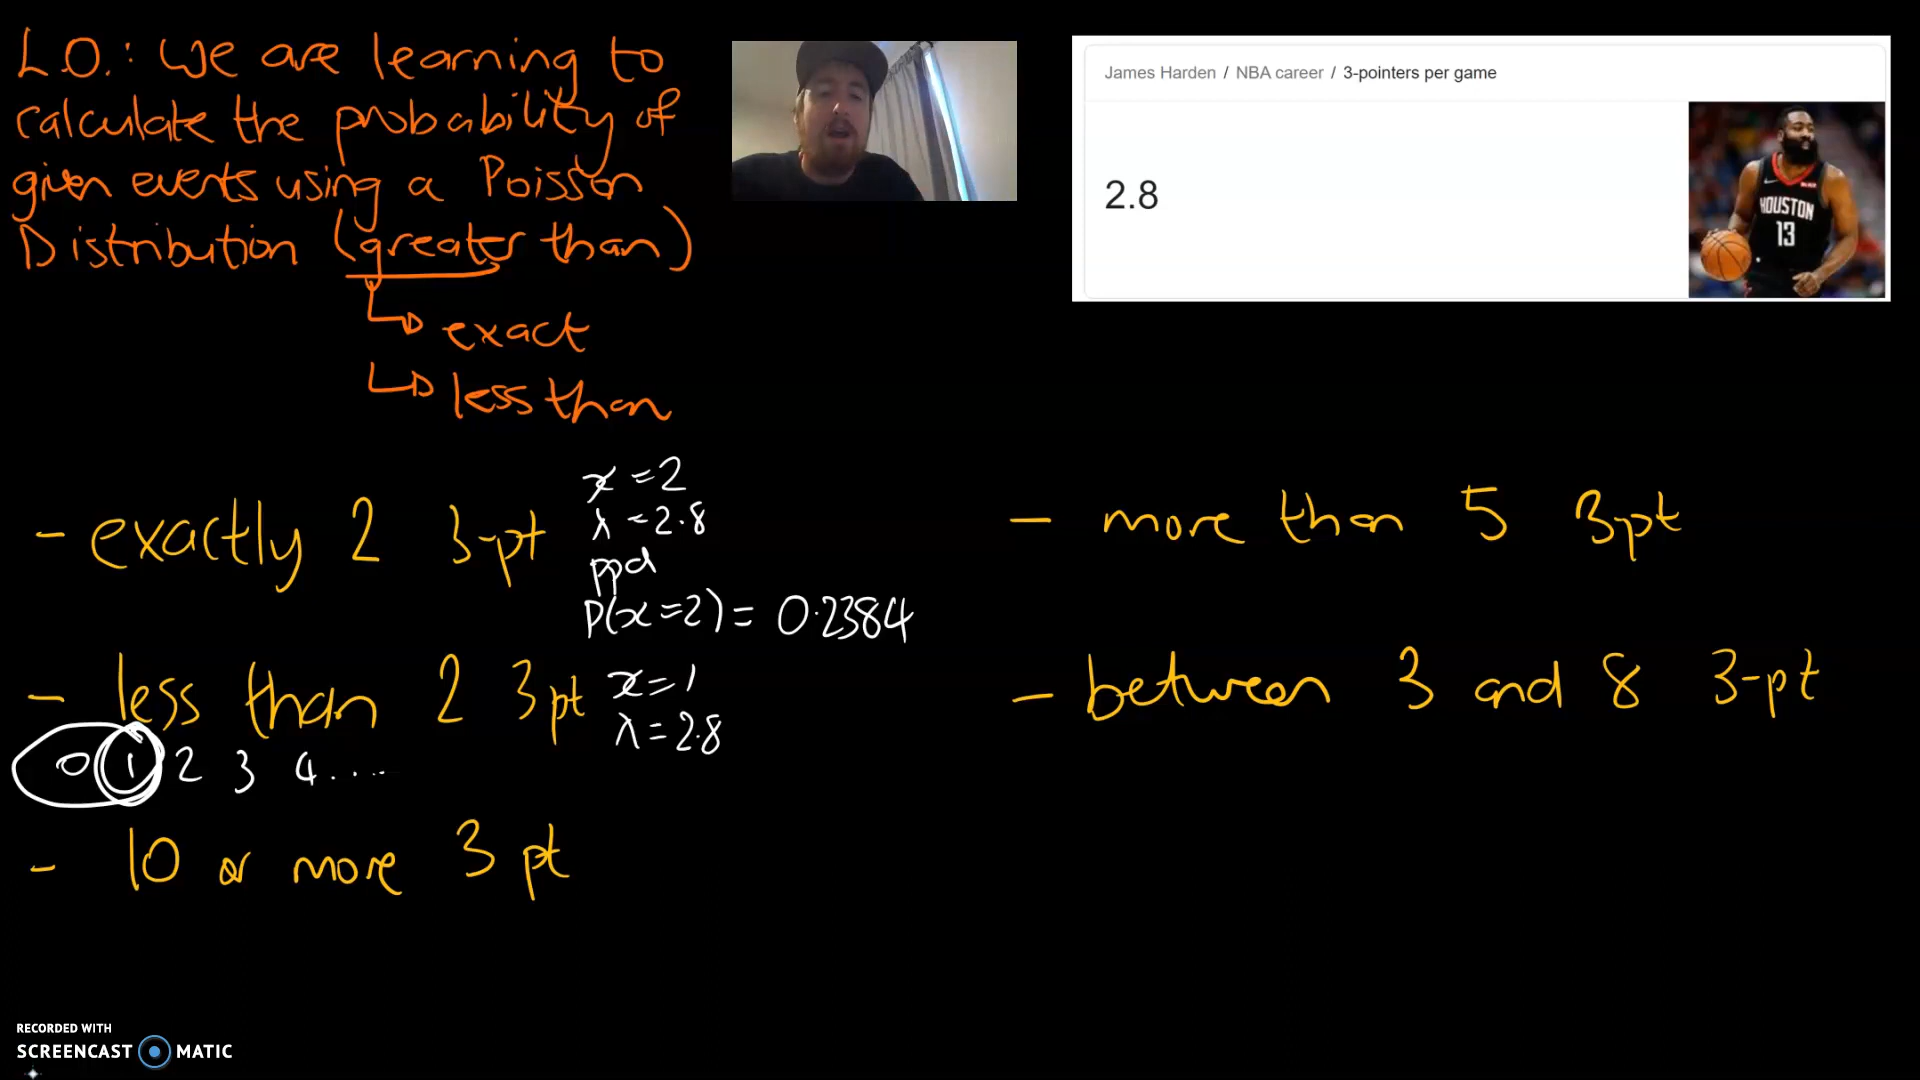 L.O.: We are learning to
calculate the probability of
given events using a Poisson
Distribution (greater than)
exact
less than
James Harden / NBA career / 3-pointers per game
2.8
HOUSTON
13
- exactly 2 3-pt
x = 2
λ = 2.8
ppd
P(x=2) = 0.2384
- less than 2 3pt
x = 1
λ = 2.8
0 1 2 3 4....
- 10 or more 3 pt
- more than 5 3pt
- between 3 and 8 3-pt
RECORDED WITH
SCREENCAST MATIC